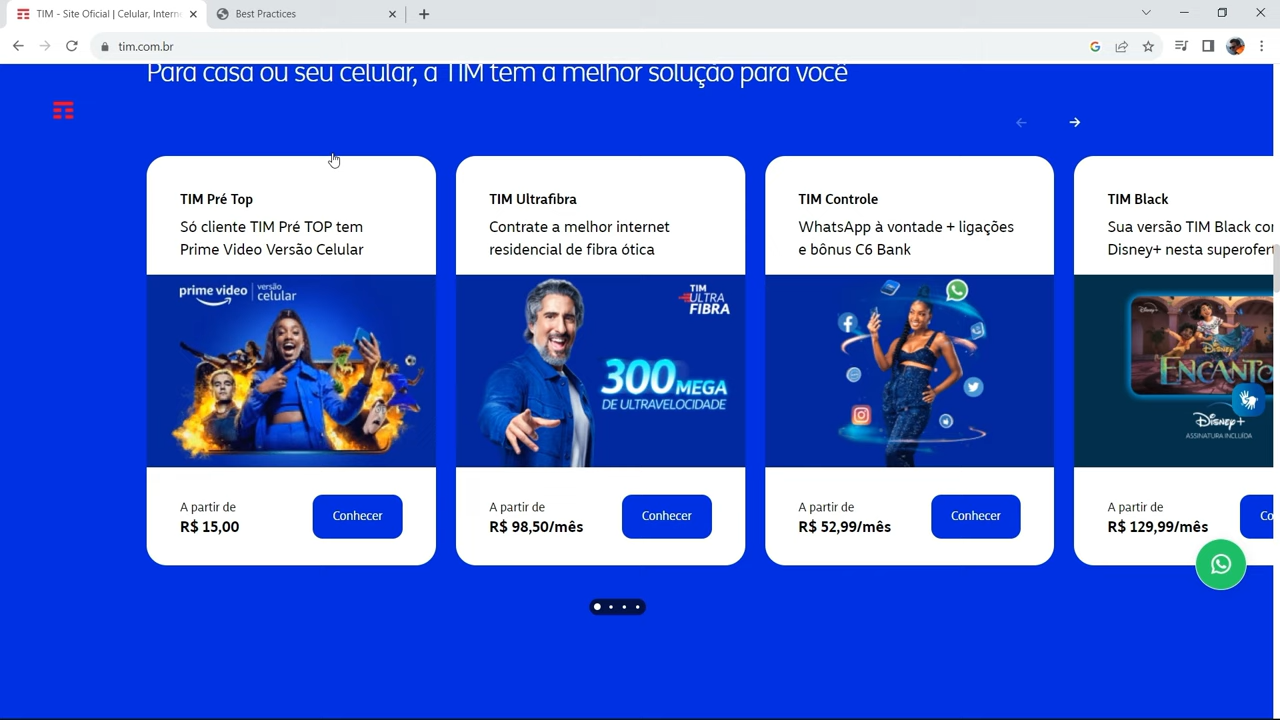 TIM - Site Oficial | Celular, Interne
Best Practices
tim.com.br
Para casa ou seu celular, a TIM tem a melhor solução para você
TIM Pré Top
Só cliente TIM Pré TOP tem
Prime Video Versão Celular
prime video | versão celular
A partir de
R$ 15,00
Conhecer
TIM Ultrafibra
Contrate a melhor internet
residencial de fibra ótica
TIM
ULTRA
FIBRA
300 MEGA
DE ULTRAVELOCIDADE
A partir de
R$ 98,50/mês
Conhecer
TIM Controle
WhatsApp à vontade + ligações
e bônus C6 Bank
A partir de
R$ 52,99/mês
Conhecer
TIM Black
Sua versão TIM Black co
Disney+ nesta superofert
Disney+
Disney
ENCANTO
Disney+
ASSINATURA INCLUÍDA
A partir de
R$ 129,99/mês
Co